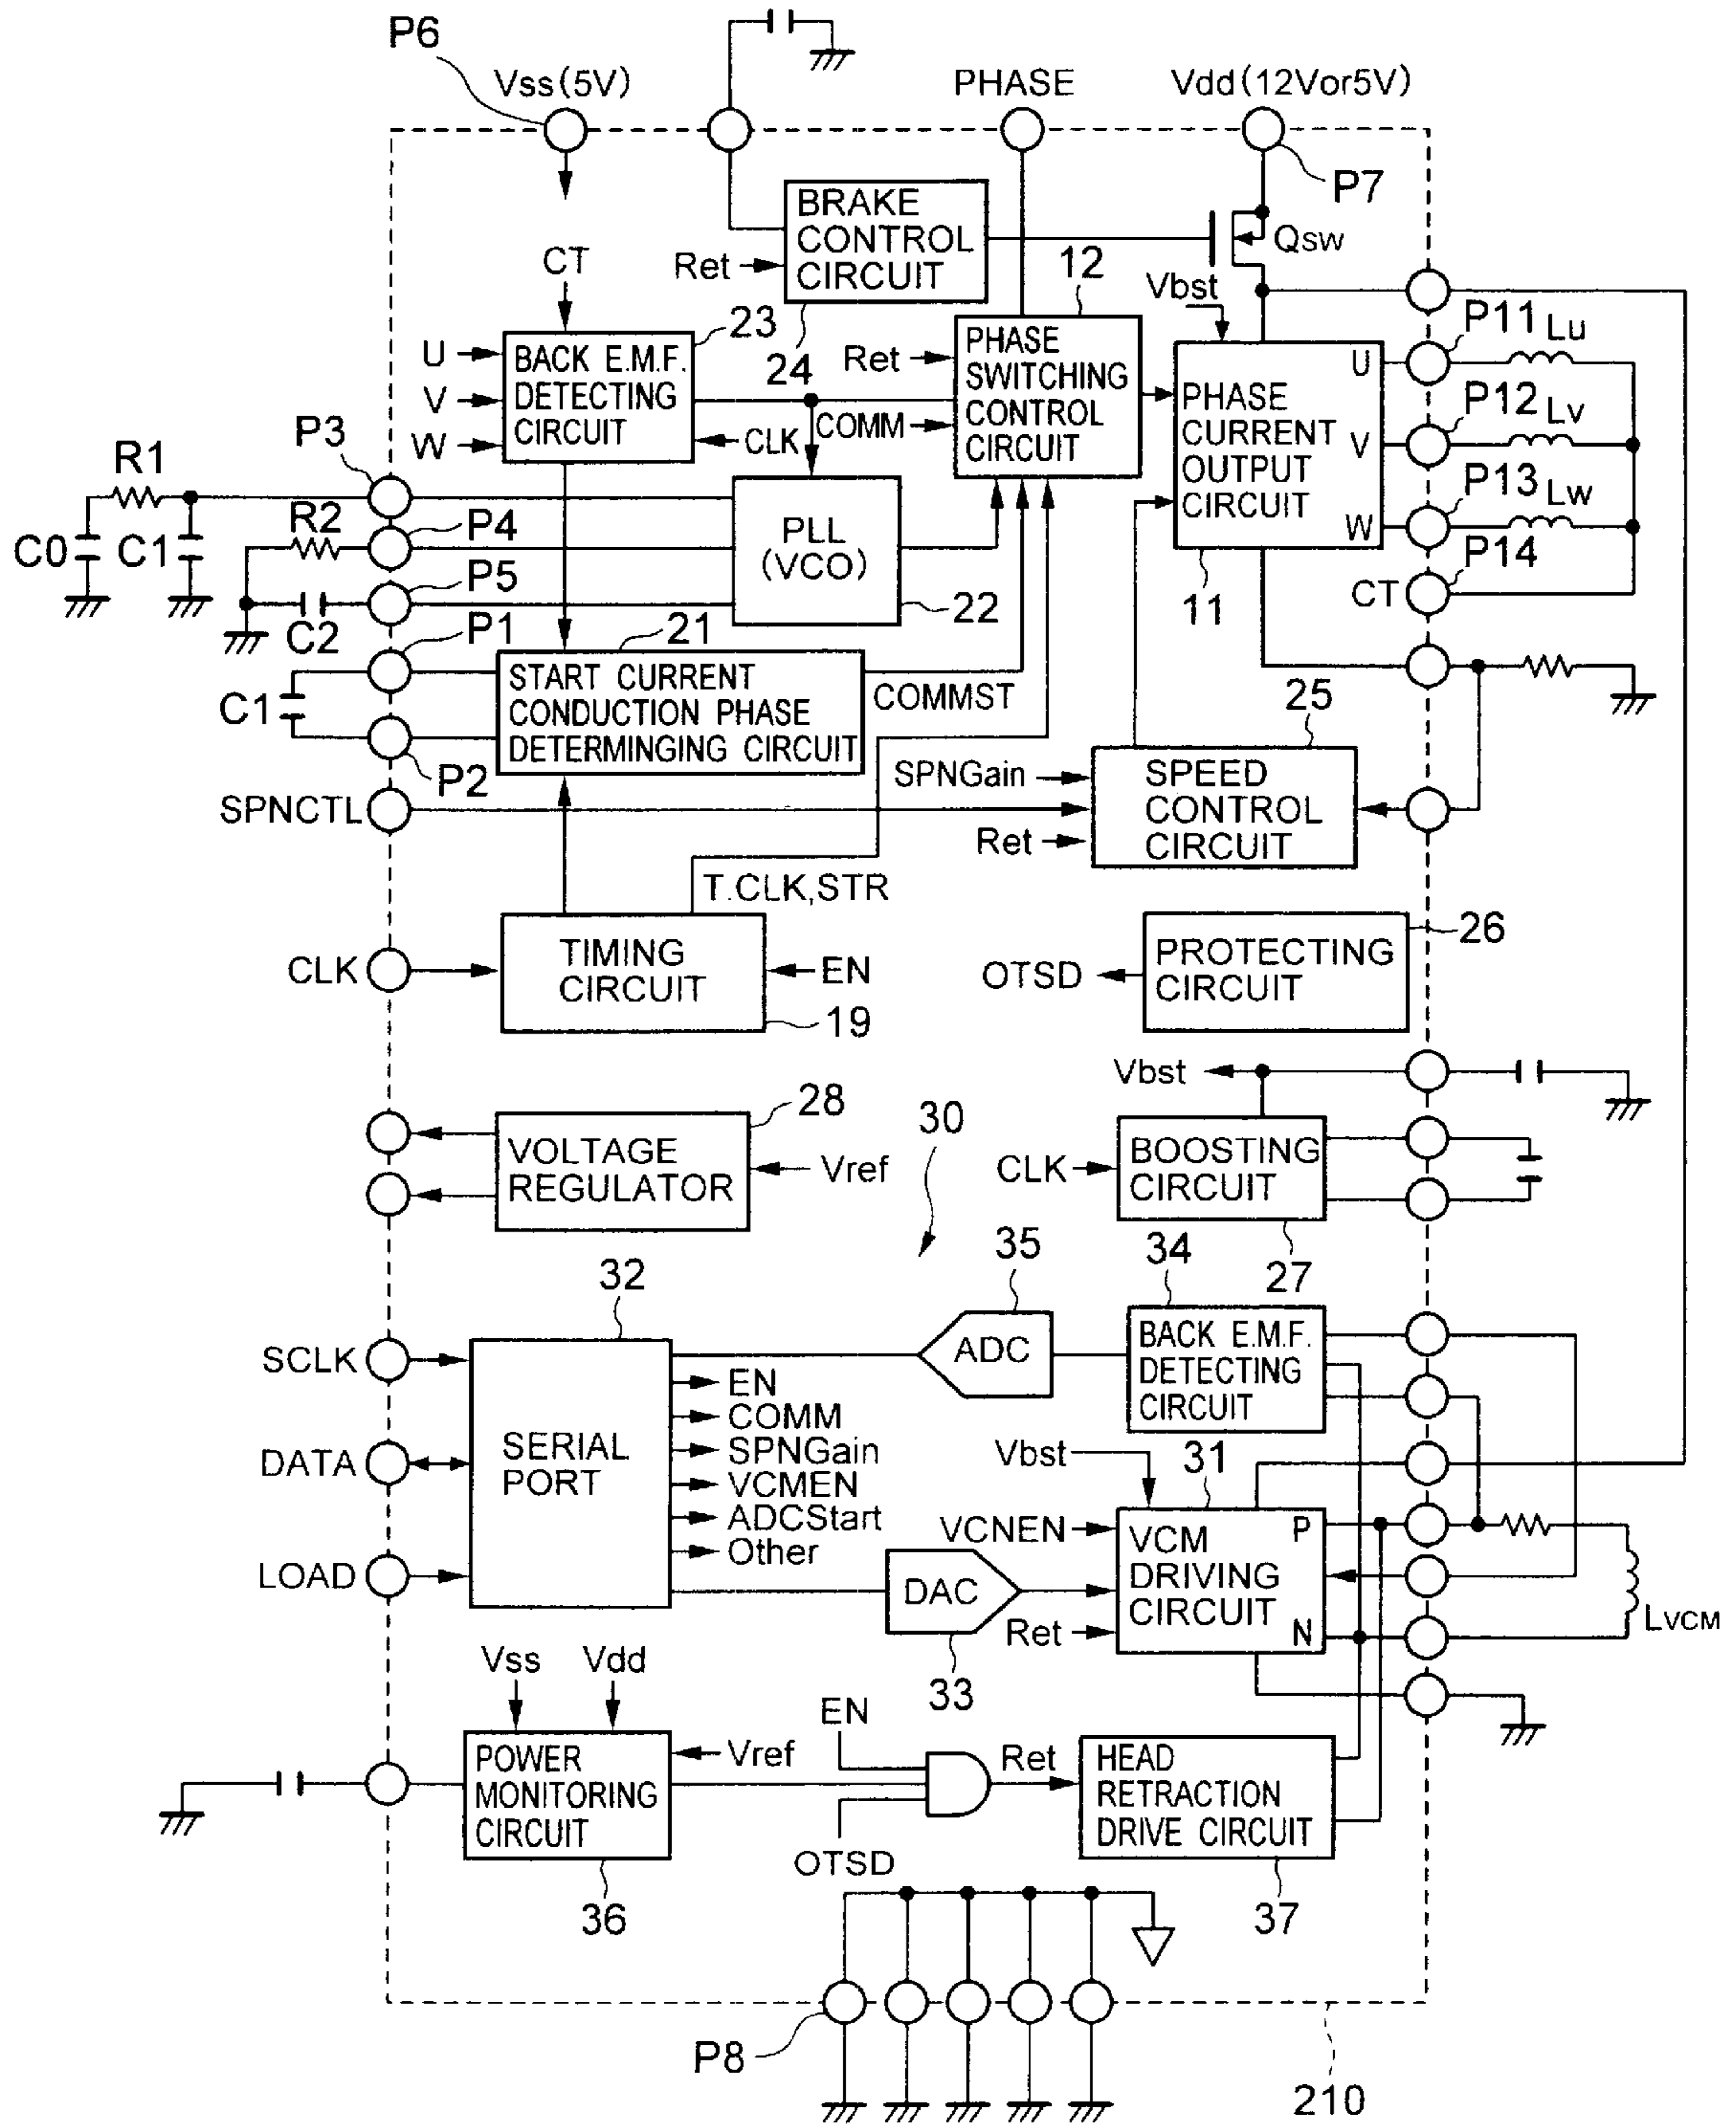 P6
Vss(5V)
PHASE
Vdd(12Vor5V)
P7
BRAKE
CONTROL
CIRCUIT
Ret
24
Qsw
CT
12
Vbst
23
U
V
W
BACK E.M.F.
DETECTING
CIRCUIT
CLK
Ret
COMM
PHASE
SWITCHING
CONTROL
CIRCUIT
PHASE
CURRENT
OUTPUT
CIRCUIT
U
V
W
11
P11
Lu
P12
Lv
P13
Lw
P14
CT
P3
R1
C0
C1
R2
P4
P5
C2
PLL
(VCO)
22
P1
C1
P2
21
START CURRENT
CONDUCTION PHASE
DETERMINGING CIRCUIT
COMMST
25
SPNGain
SPEED
CONTROL
CIRCUIT
SPNCTL
Ret
T.CLK,STR
CLK
TIMING
CIRCUIT
EN
19
OTSD
PROTECTING
CIRCUIT
26
Vbst
28
VOLTAGE
REGULATOR
Vref
30
CLK
BOOSTING
CIRCUIT
27
32
35
34
SCLK
DATA
LOAD
SERIAL
PORT
EN
COMM
SPNGain
VCMEN
ADCStart
Other
ADC
BACK E.M.F.
DETECTING
CIRCUIT
Vbst
31
VCNEN
VCM
DRIVING
CIRCUIT
P
N
DAC
33
Ret
LVCM
Vss
Vdd
POWER
MONITORING
CIRCUIT
Vref
36
EN
OTSD
Ret
HEAD
RETRACTION
DRIVE CIRCUIT
37
P8
210